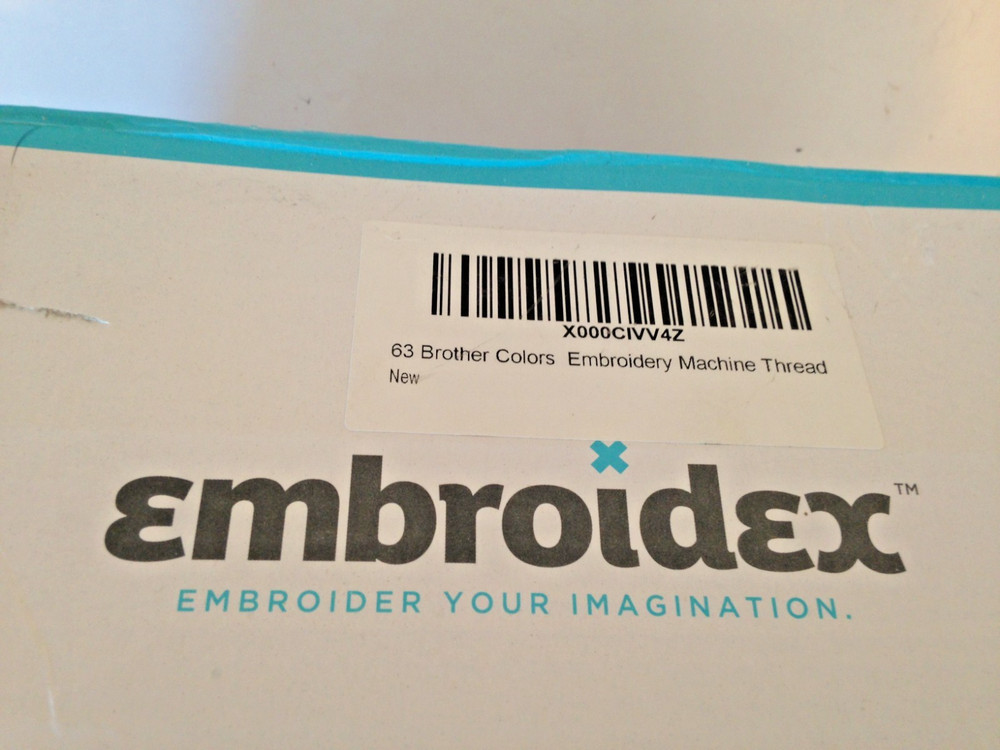 X000CIVV4Z
63 Brother Colors Embroidery Machine Thread
New
embroidex™
EMBROIDER YOUR IMAGINATION.